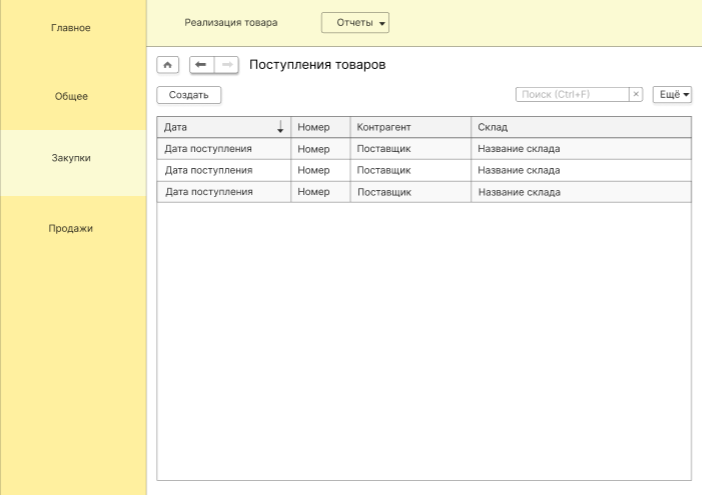 Главное
Реализация товара Отчеты
Поступления товаров
Общее
Создать Поиск (Ctrl+F) × Ещё
Дата Номер Контрагент Склад
Закупки
Дата поступления Номер Поставщик Название склада
Дата поступления Номер Поставщик Название склада
Дата поступления Номер Поставщик Название склада
Продажи